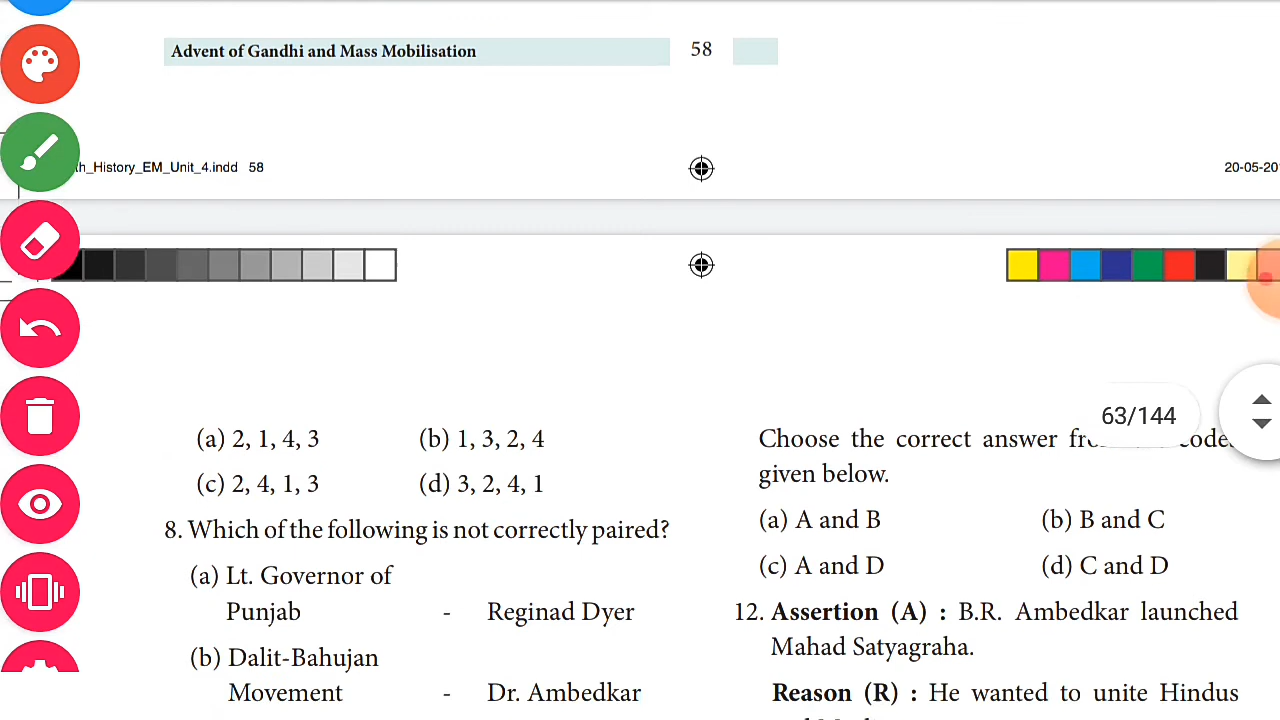 Advent of Gandhi and Mass Mobilisation 58
th_History_EM_Unit_4.indd 58
20-05-20
63/144
(a) 2, 1, 4, 3 (b) 1, 3, 2, 4
(c) 2, 4, 1, 3 (d) 3, 2, 4, 1
8. Which of the following is not correctly paired?
(a) Lt. Governor of
Punjab - Reginad Dyer
(b) Dalit-Bahujan
Movement - Dr. Ambedkar
Choose the correct answer
given below.
(a) A and B (b) B and C
(c) A and D (d) C and D
12. Assertion (A) : B.R. Ambedkar launched
Mahad Satyagraha.
Reason (R) : He wanted to unite Hindus